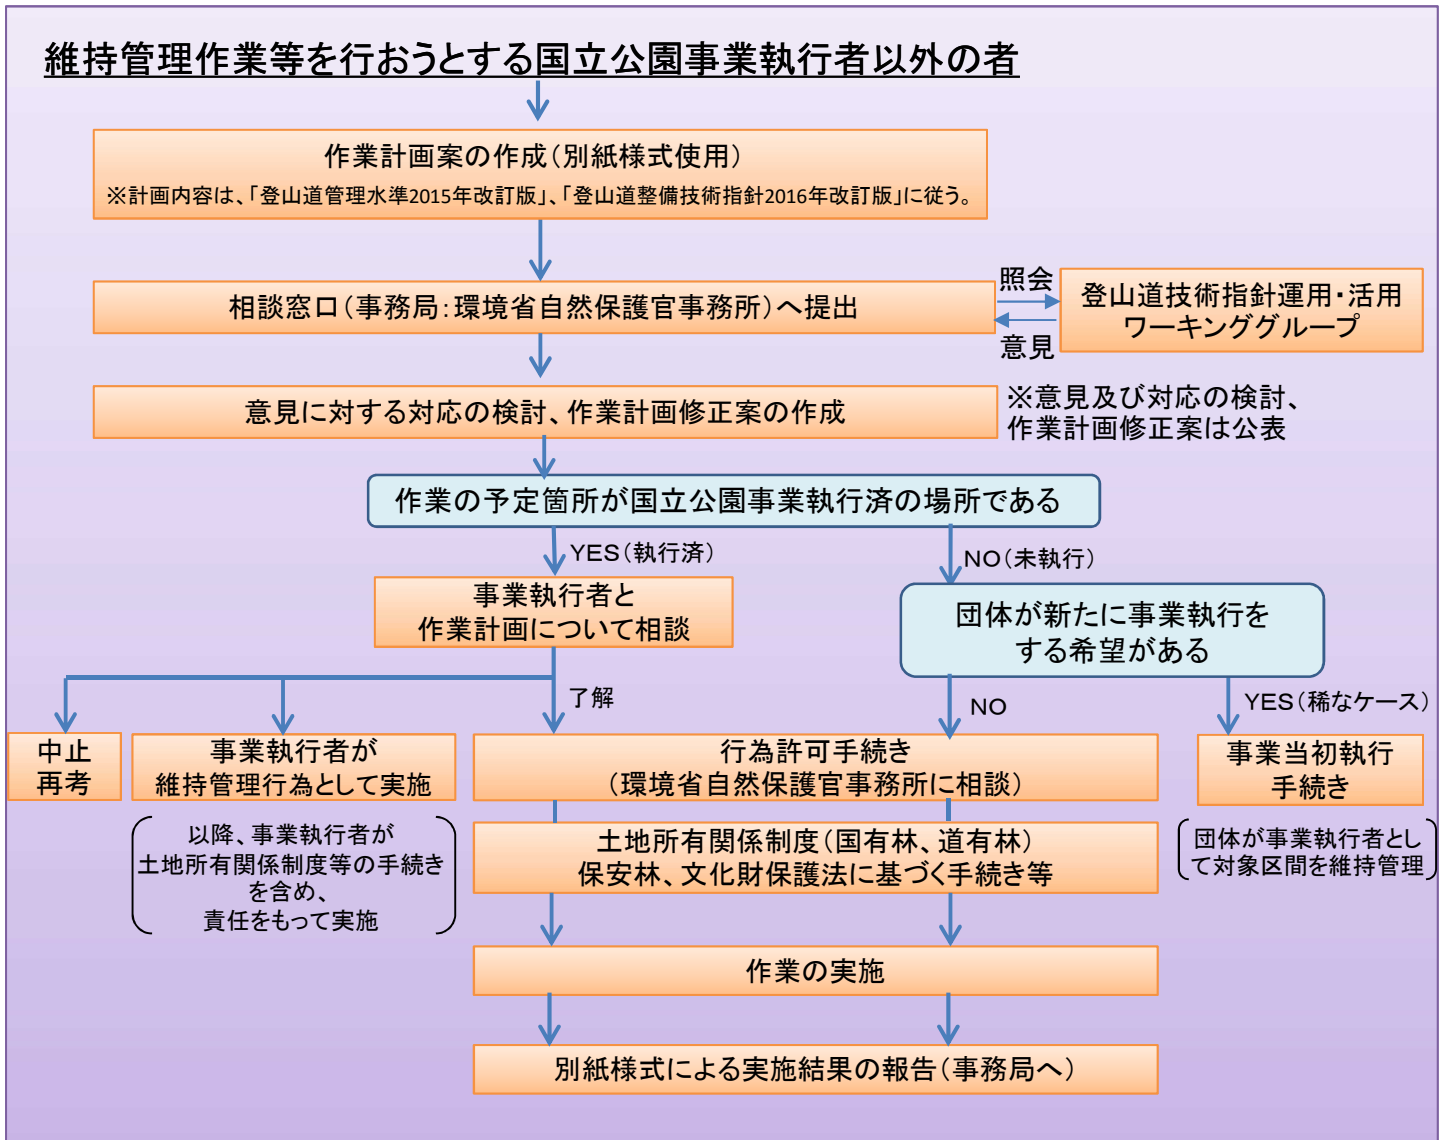 維持管理作業等を行おうとする国立公園事業執行者以外の者
作業計画案の作成（別紙様式使用）
※計画内容は、「登山道管理水準2015年改訂版」、「登山道整備技術指針2016年改訂版」に従う。
相談窓口（事務局：環境省自然保護官事務所）へ提出
照会
意見
登山道技術指針運用・活用
ワーキンググループ
意見に対する対応の検討、作業計画修正案の作成
※意見及び対応の検討、
作業計画修正案は公表
作業の予定箇所が国立公園事業執行済の場所である
YES（執行済）
NO（未執行）
事業執行者と
作業計画について相談
団体が新たに事業執行を
する希望がある
了解
NO
YES（稀なケース）
中止
再考
事業執行者が
維持管理行為として実施
行為許可手続き
（環境省自然保護官事務所に相談）
事業当初執行
手続き
以降、事業執行者が
土地所有関係制度等の手続き
を含め、
責任をもって実施
土地所有関係制度（国有林、道有林）
保安林、文化財保護法に基づく手続き等
団体が事業執行者とし
て対象区間を維持管理
作業の実施
別紙様式による実施結果の報告（事務局へ）